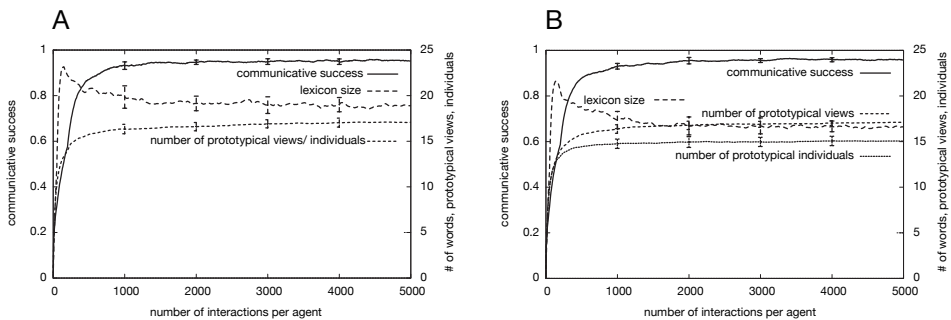 A
1
0.8
0.6
0.4
0.2
0
communicative success
25
20
15
10
5
0
# of words, prototypical views, individuals
communicative success
lexicon size
number of prototypical views/ individuals
0 1000 2000 3000 4000 5000
number of interactions per agent
B
1
0.8
0.6
0.4
0.2
0
communicative success
25
20
15
10
5
0
# of words, prototypical views, individuals
communicative success
lexicon size
number of prototypical views
number of prototypical individuals
0 1000 2000 3000 4000 5000
number of interactions per agent